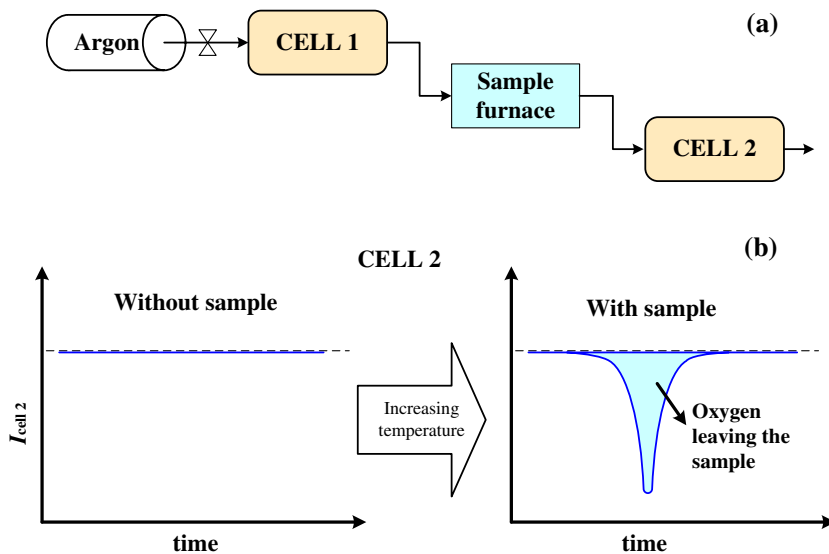 (a)
Argon
CELL 1
Sample
furnace
CELL 2
(b)
CELL 2
Without sample
With sample
Increasing
temperature
Oxygen
leaving the
sample
I cell 2
time
time